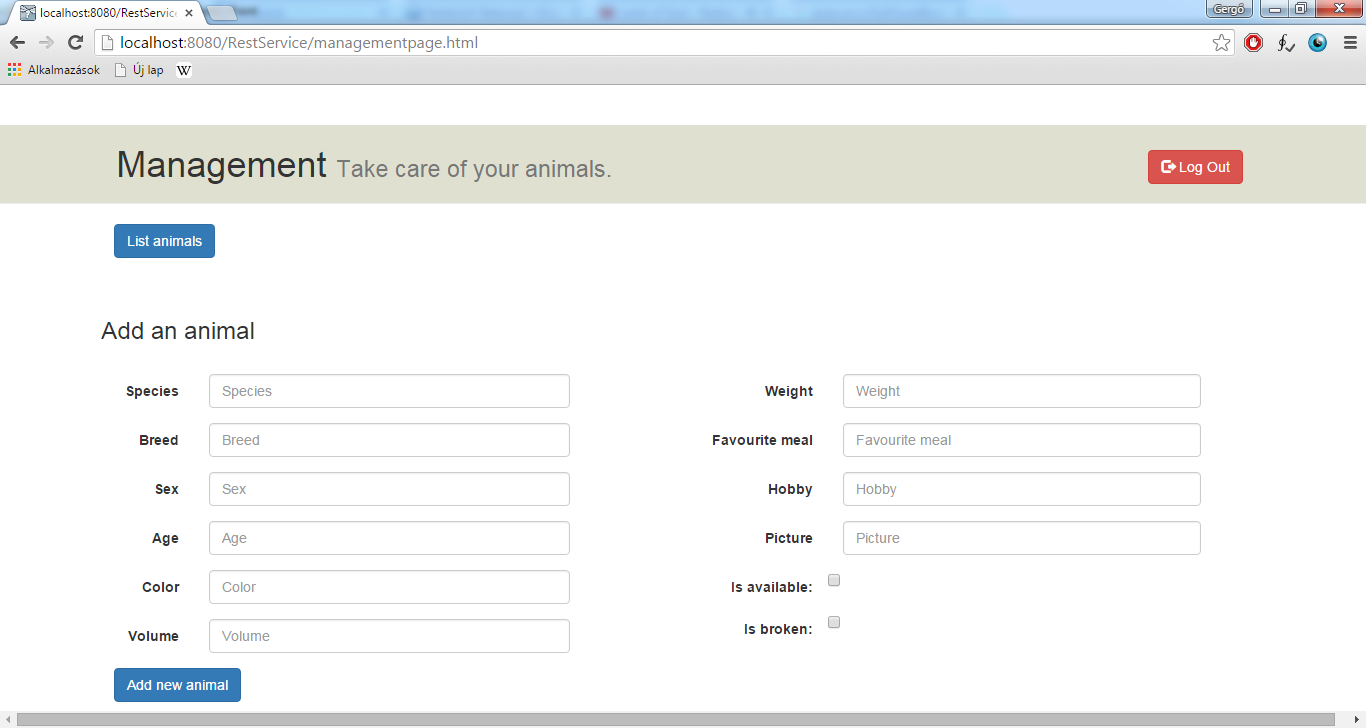 localhost:8080/RestServic
Gergő
localhost:8080/RestService/managementpage.html
Alkalmazások Új lap W
Management Take care of your animals.
Log Out
List animals
Add an animal
Species Species
Breed Breed
Sex Sex
Age Age
Color Color
Volume Volume
Weight Weight
Favourite meal Favourite meal
Hobby Hobby
Picture Picture
Is available:
Is broken:
Add new animal